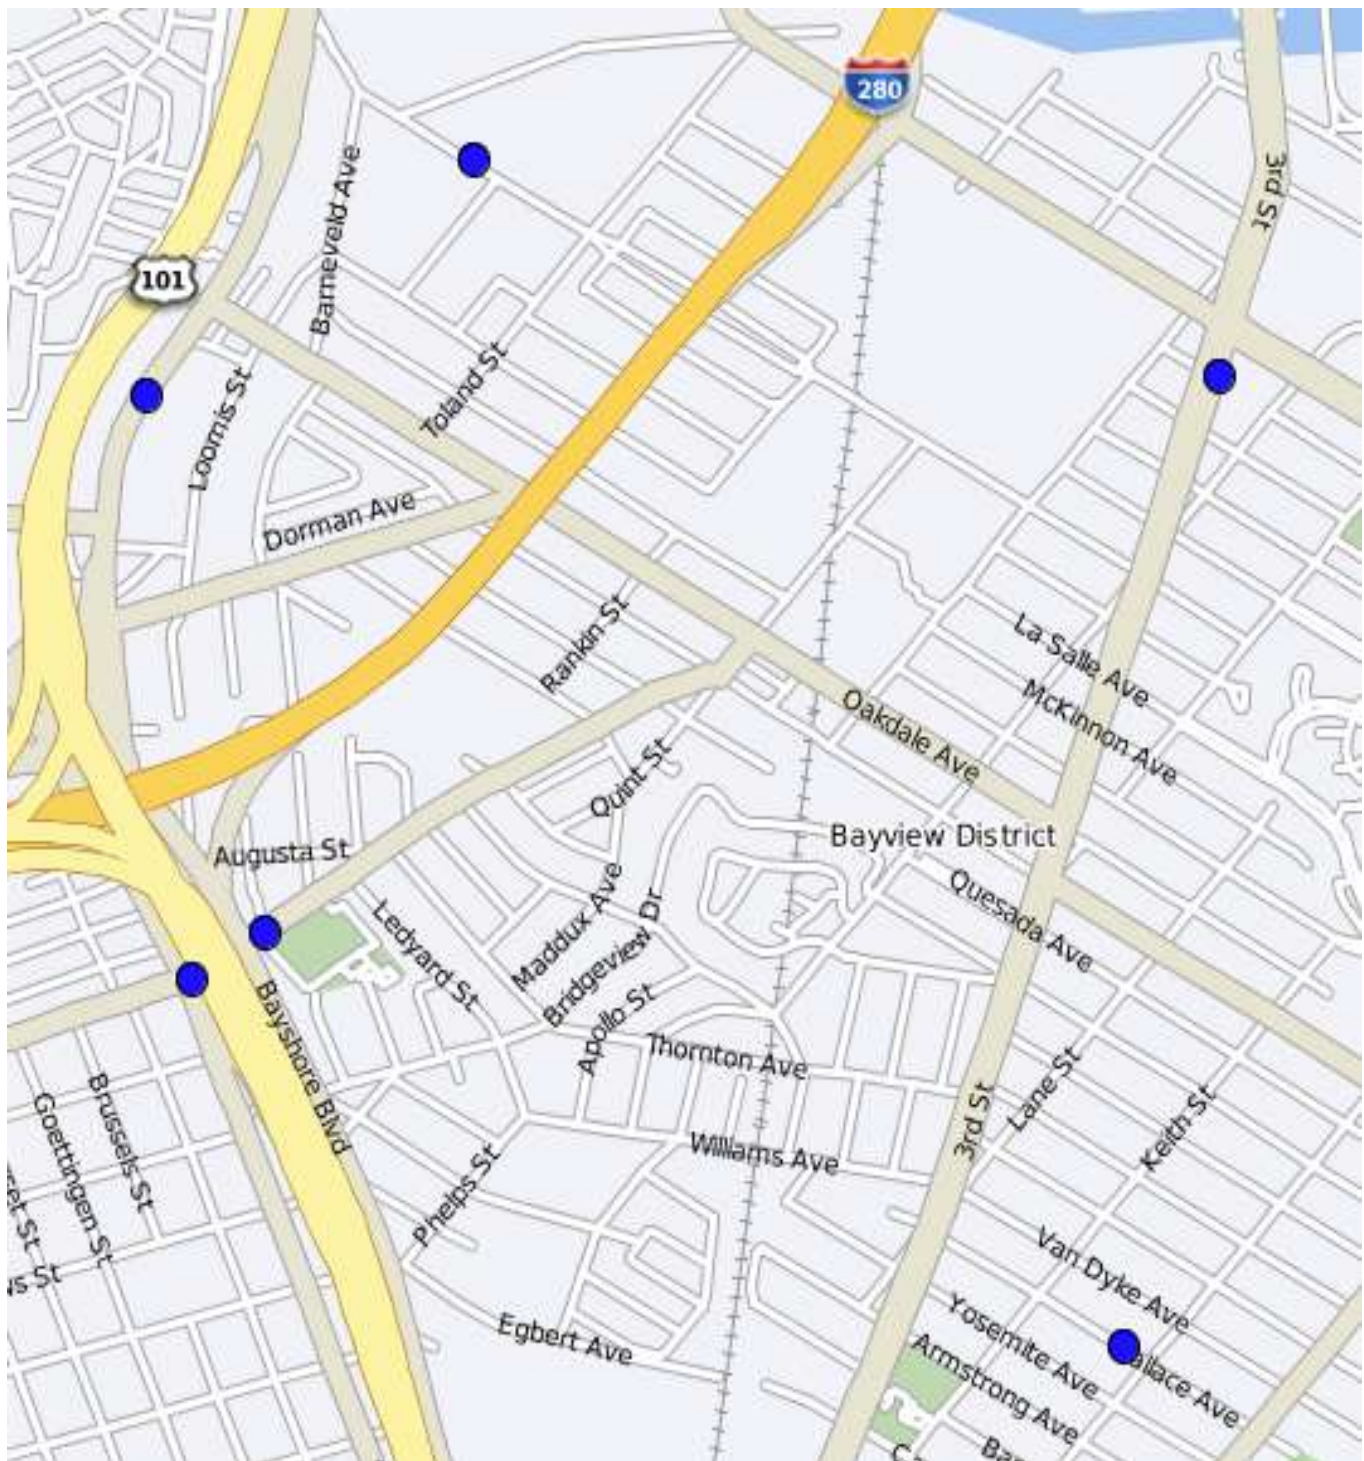 280
3rd St
Barneveld Ave
101
Toland St
Loomis St
Dorman Ave
Rankin St
La Salle Ave
McKinnon Ave
Oakdale Ave
Quint St
Bayview District
Augusta St
Quesada Ave
Maddux Ave
Ledyard St
Bridgeview Dr
Apollo St
Bayshore Blvd
Thornton Ave
Lane St
Keith St
3rd St
Brussels St
Goettingen St
Williams Ave
Phelps St
St
St
Van Dyke Ave
Yosemite Ave
Egbert Ave
Armstrong Ave
allace Ave